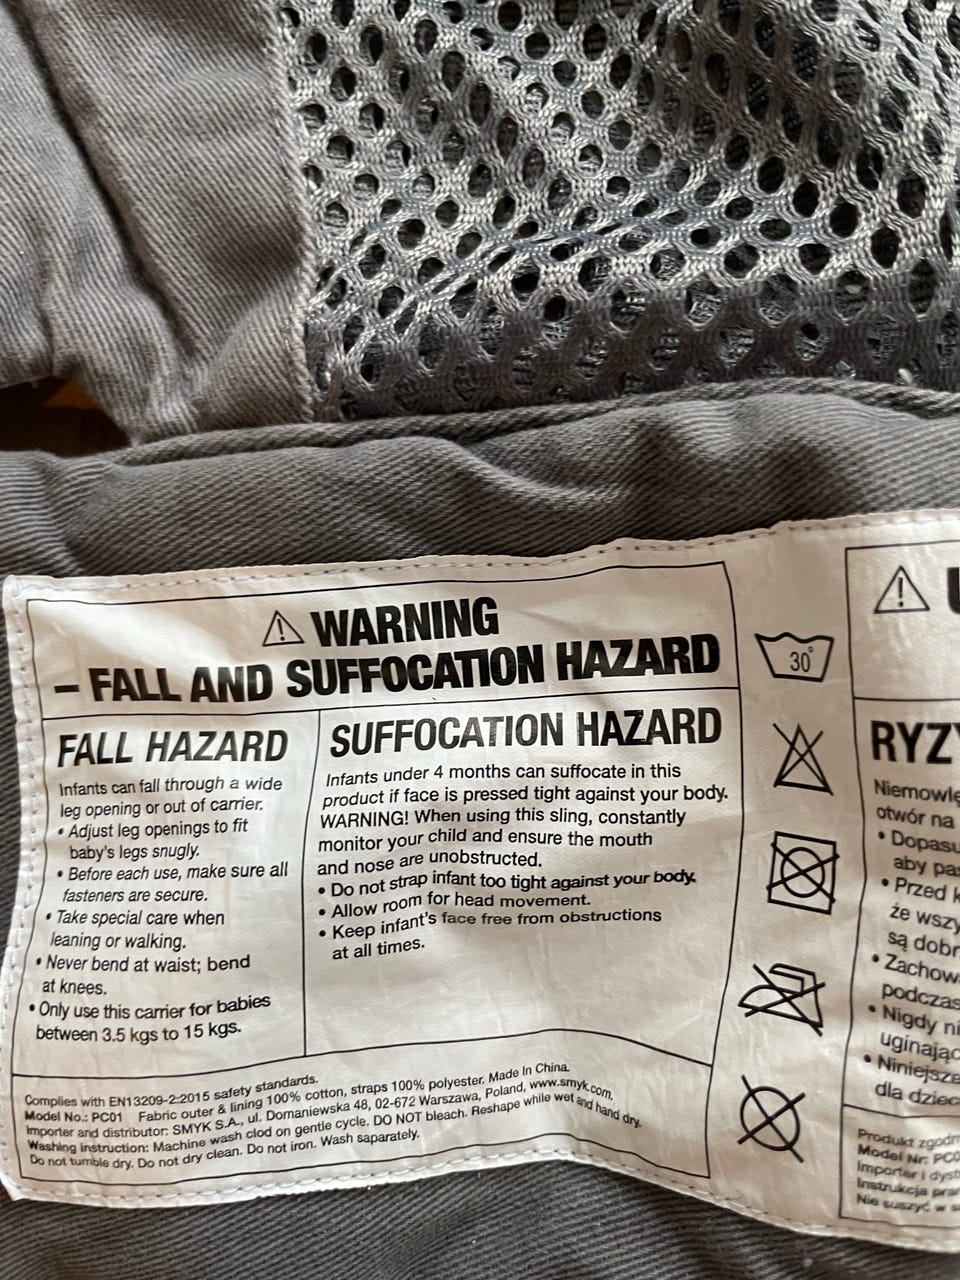 WARNING
– FALL AND SUFFOCATION HAZARD
FALL HAZARD
Infants can fall through a wide
leg opening or out of carrier.
• Adjust leg openings to fit
baby's legs snugly.
• Before each use, make sure all
fasteners are secure.
• Take special care when
leaning or walking.
• Never bend at waist; bend
at knees.
• Only use this carrier for babies
between 3.5 kgs to 15 kgs.
SUFFOCATION HAZARD
Infants under 4 months can suffocate in this
product if face is pressed tight against your body.
WARNING! When using this sling, constantly
monitor your child and ensure the mouth
and nose are unobstructed.
• Do not strap infant too tight against your body.
• Allow room for head movement.
• Keep infant's face free from obstructions
at all times.
Complies with EN13209-2:2015 safety standards.
Model No.: PC01 Fabric outer & lining 100% cotton, straps 100% polyester. Made In China.
Importer and distributor: SMYK S.A., ul. Domaniewska 48, 02-672 Warszawa, Poland, www.smyk.com.
Washing instruction: Machine wash clod on gentle cycle. DO NOT bleach. Reshape while wet and hand dry.
Do not tumble dry. Do not dry clean. Do not iron. Wash saparately.
30°
RYZY
Niemowlę
otwór na
• Dopasu
aby pas
• Przed k
że wszy
są dobr
• Zachowa
podczas
• Nigdy ni
uginając
• Niniejsze
dla dziec
Produkt zgodn
Model Nr: PC0
Importer i dyst
Instrukcja pra
Nie suszyć w s